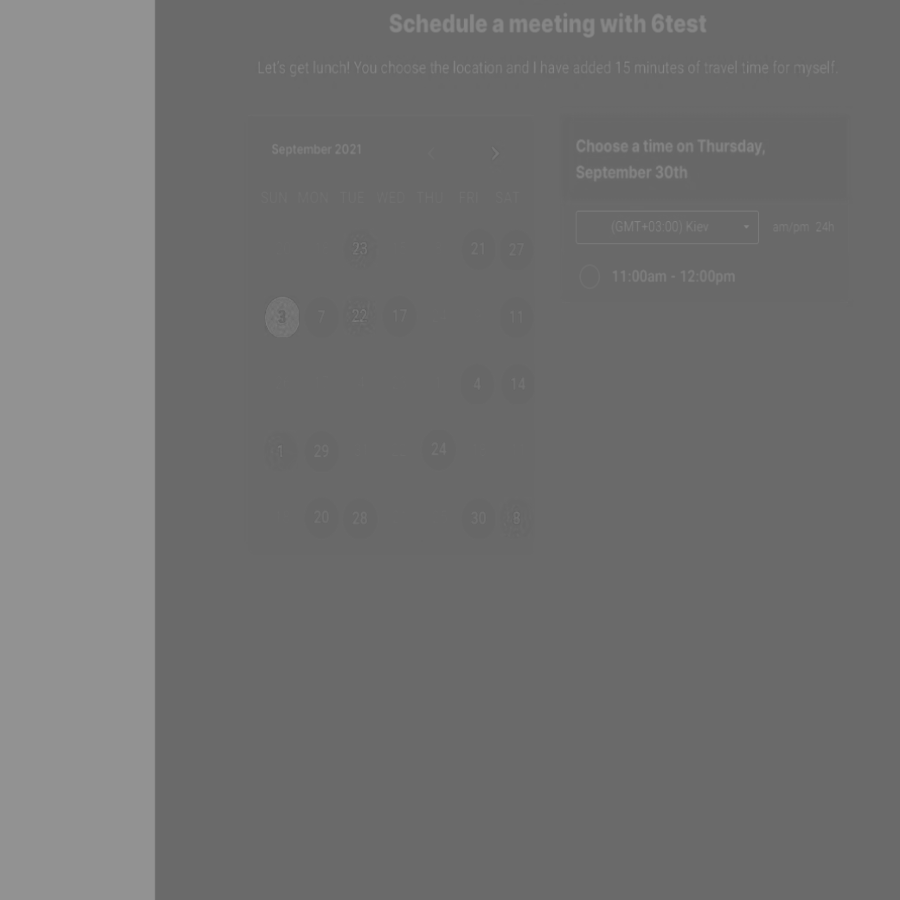 Schedule a meeting with 6test
Let's get lunch! You choose the location and I have added 15 minutes of travel time for myself.
September 2021
SUN MON TUE WED THU FRI SAT
23 21 27
3 7 22 17 11
4 14
1 29 24
20 28 30 8
Choose a time on Thursday,
September 30th
(GMT+03:00) Kiev am/pm 24h
11:00am - 12:00pm